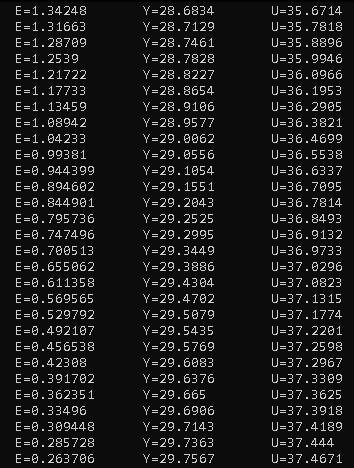 E=1.34248 Y=28.6834 U=35.6714
E=1.31663 Y=28.7129 U=35.7818
E=1.28709 Y=28.7461 U=35.8896
E=1.2539 Y=28.7828 U=35.9946
E=1.21722 Y=28.8227 U=36.0966
E=1.17733 Y=28.8654 U=36.1953
E=1.13459 Y=28.9106 U=36.2905
E=1.08942 Y=28.9577 U=36.3821
E=1.04233 Y=29.0062 U=36.4699
E=0.99381 Y=29.0556 U=36.5538
E=0.944399 Y=29.1054 U=36.6337
E=0.894602 Y=29.1551 U=36.7095
E=0.844901 Y=29.2043 U=36.7814
E=0.795736 Y=29.2525 U=36.8493
E=0.747496 Y=29.2995 U=36.9132
E=0.700513 Y=29.3449 U=36.9733
E=0.655062 Y=29.3886 U=37.0296
E=0.611358 Y=29.4304 U=37.0823
E=0.569565 Y=29.4702 U=37.1315
E=0.529792 Y=29.5079 U=37.1774
E=0.492107 Y=29.5435 U=37.2201
E=0.456538 Y=29.5769 U=37.2598
E=0.42308 Y=29.6083 U=37.2967
E=0.391702 Y=29.6376 U=37.3309
E=0.362351 Y=29.665 U=37.3625
E=0.33496 Y=29.6906 U=37.3918
E=0.309448 Y=29.7143 U=37.4189
E=0.285728 Y=29.7363 U=37.444
E=0.263706 Y=29.7567 U=37.4671